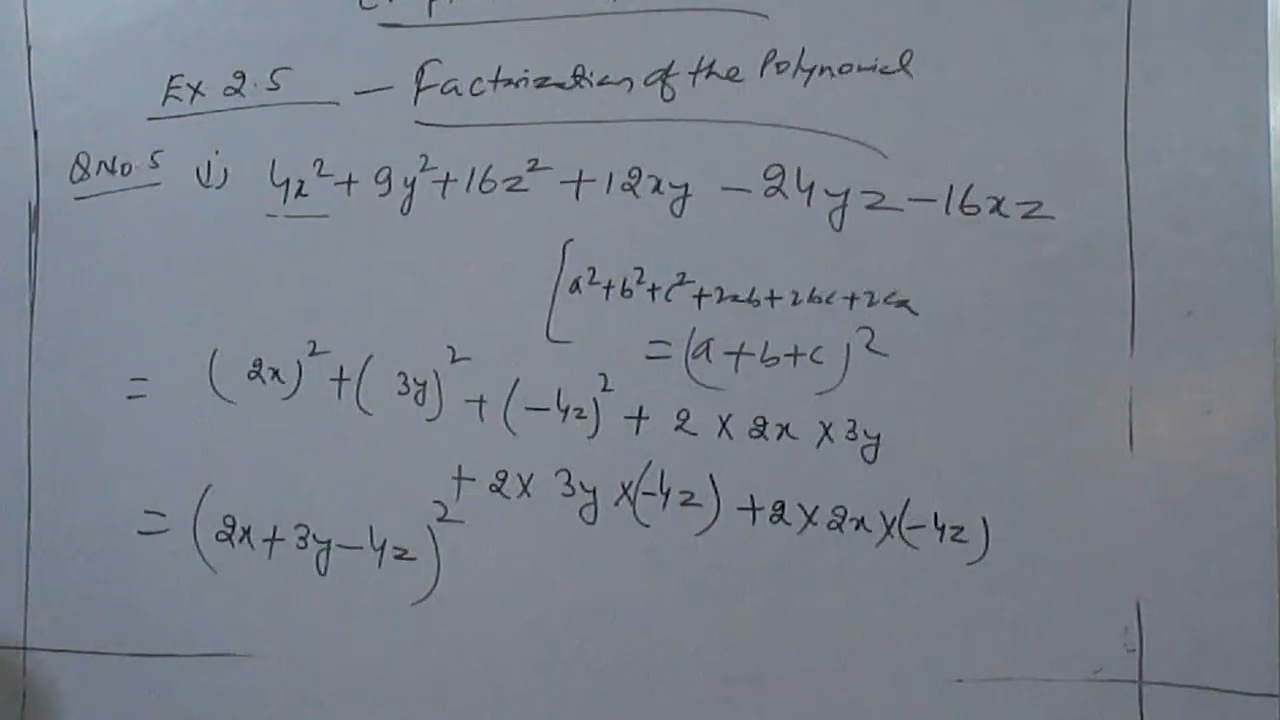 Ex 2.5 — Factorization of the Polynomial
Q No. 5 (i) 4x² + 9y² + 16z² + 12xy − 24yz − 16xz
[a² + b² + c² + 2ab + 2bc + 2ca
= (a + b + c)²
= (2x)² + (3y)² + (−4z)² + 2 × 2x × 3y
+ 2 × 3y × (−4z) + 2 × 2x × (−4z)
= (2x + 3y − 4z)²